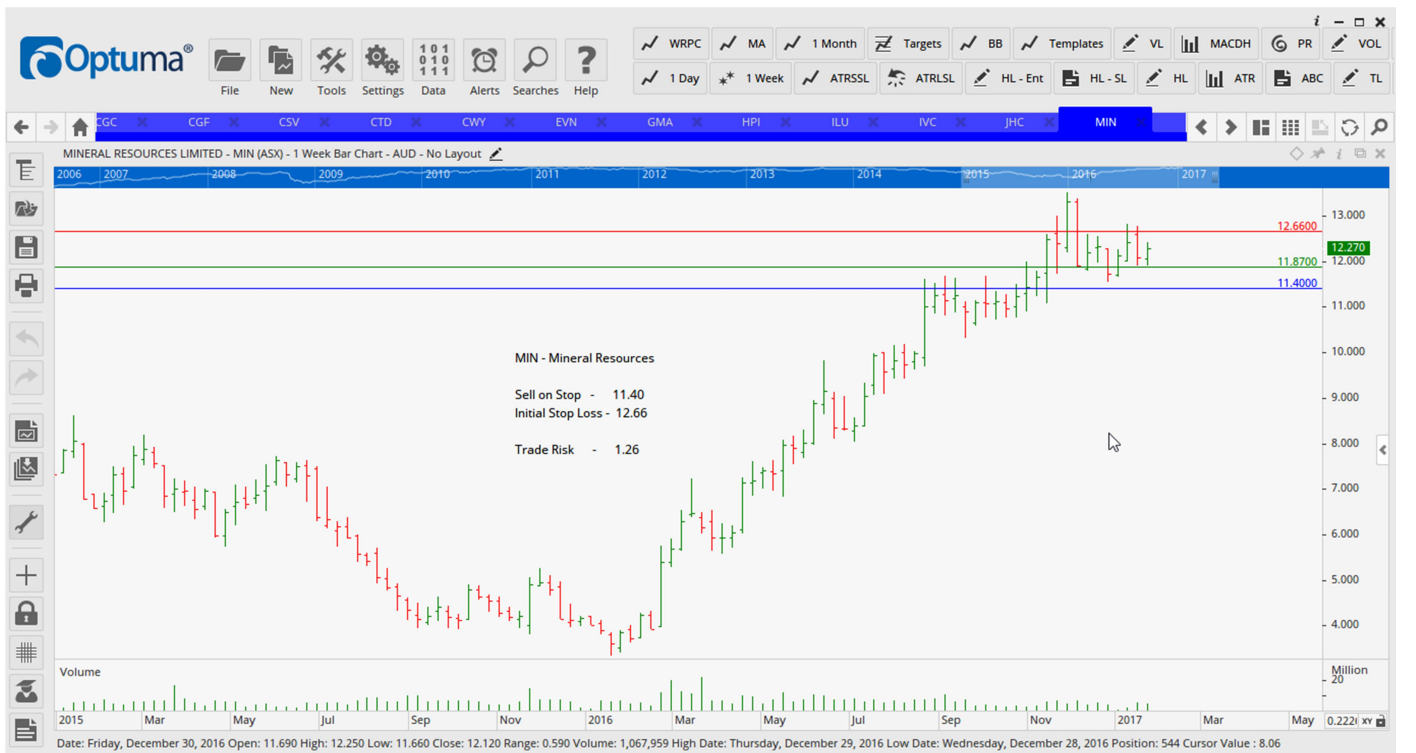 i
Optuma®
File New Tools Settings Data Alerts Searches Help
101
010
111
WRPC MA 1 Month Targets BB Templates VL MACDH PR VOL
1 Day 1 Week ATRSSL ATRLSL HL - Ent HL - SL HL ATR ABC TL
CGC CGF CSV CTD CWY EVN GMA HPI ILU IVC JHC MIN
MINERAL RESOURCES LIMITED - MIN (ASX) - 1 Week Bar Chart - AUD - No Layout
2006 2007 2008 2009 2010 2011 2012 2013 2014 2015 2016 2017
13.000
12.6600
12.270
12.000
11.8700
11.4000
11.000
10.000
9.000
8.000
7.000
6.000
5.000
4.000
MIN - Mineral Resources
Sell on Stop - 11.40
Initial Stop Loss - 12.66
Trade Risk - 1.26
Volume
Million
20
2015 Mar May Jul Sep Nov 2016 Mar May Jul Sep Nov 2017 Mar May
XY
Date: Friday, December 30, 2016 Open: 11.690 High: 12.250 Low: 11.660 Close: 12.120 Range: 0.590 Volume: 1,067,959 High Date: Thursday, December 29, 2016 Low Date: Wednesday, December 28, 2016 Position: 544 Cursor Value : 8.06